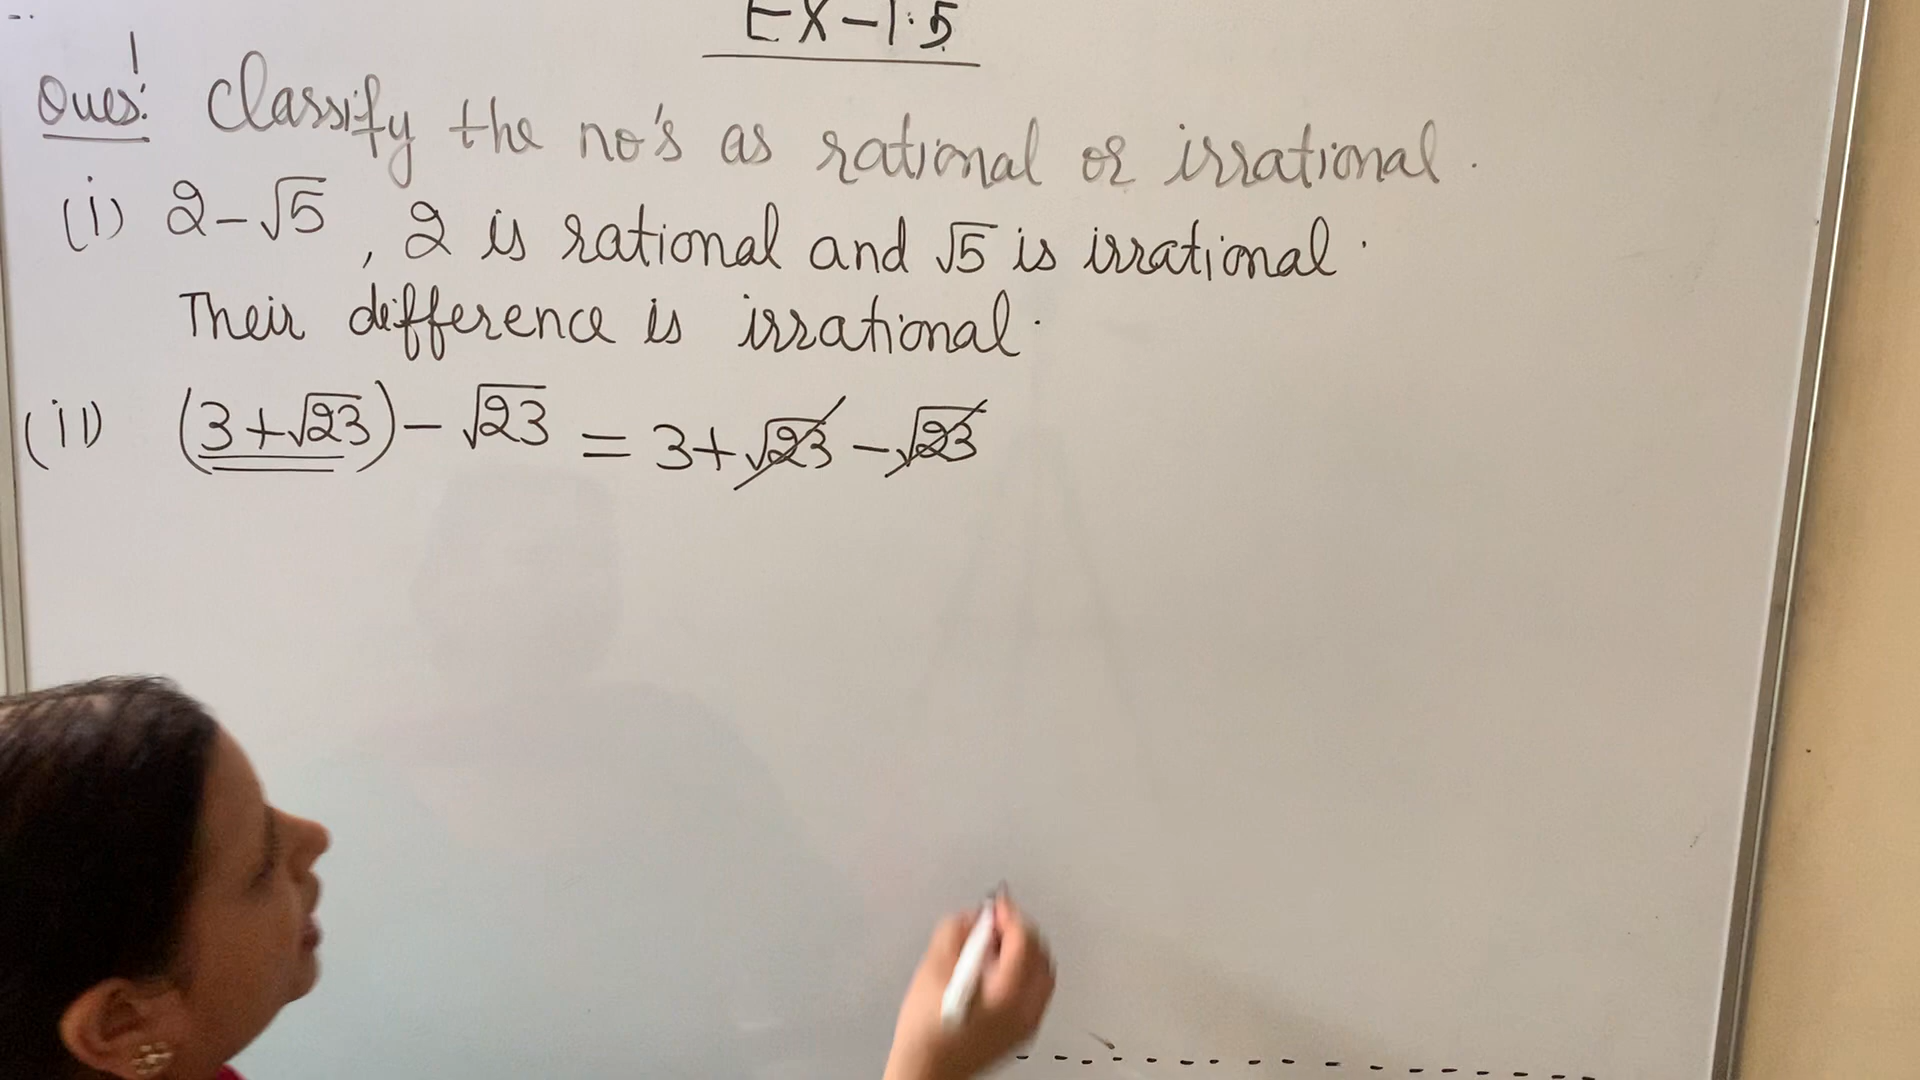 Ex-1.5
Ques! 1 Classify the no's as rational or irrational.
(i) 2-√5, 2 is rational and √5 is irrational.
Their difference is irrational.
(ii) (3+√23)-√23 = 3+√23-√23